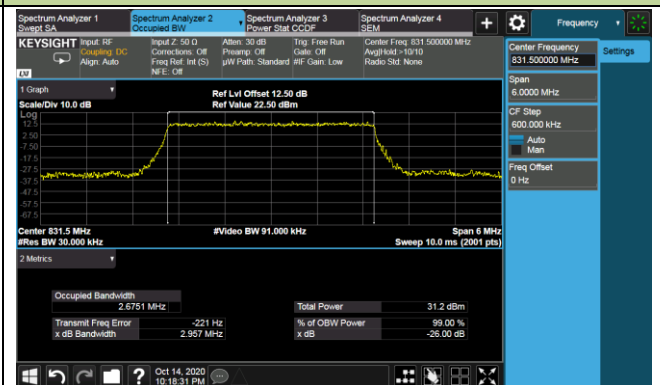 Spectrum Analyzer 1
Swept SA
Spectrum Analyzer 2
Occupied BW
Spectrum Analyzer 3
Power Stat CCDF
Spectrum Analyzer 4
SEM
+
Frequency
KEYSIGHT
Input: RF
Coupling: DC
Align: Auto
Input Z: 50 Ω
Corrections: Off
Freq Ref: Int (S)
NFE: Off
Atten: 30 dB
Preamp: Off
µW Path: Standard
Trig: Free Run
Gate: Off
#IF Gain: Low
Center Freq: 831.500000 MHz
Avg|Hold:>10/10
Radio Std: None
LXI
Center Frequency
831.500000 MHz
Settings
Span
6.0000 MHz
CF Step
600.000 kHz
Auto
Man
Freq Offset
0 Hz
1 Graph
Scale/Div 10.0 dB
Ref Lvl Offset 12.50 dB
Ref Value 22.50 dBm
Log
12.5
2.50
-7.50
-17.5
-27.5
-37.5
-47.5
-57.5
-67.5
Center 831.5 MHz
#Video BW 91.000 kHz
Span 6 MHz
#Res BW 30.000 kHz
Sweep 10.0 ms (2001 pts)
2 Metrics
Occupied Bandwidth
2.6751 MHz
Total Power
31.2 dBm
Transmit Freq Error
-221 Hz
% of OBW Power
99.00 %
x dB Bandwidth
2.957 MHz
x dB
-26.00 dB
?
Oct 14, 2020
10:18:31 PM